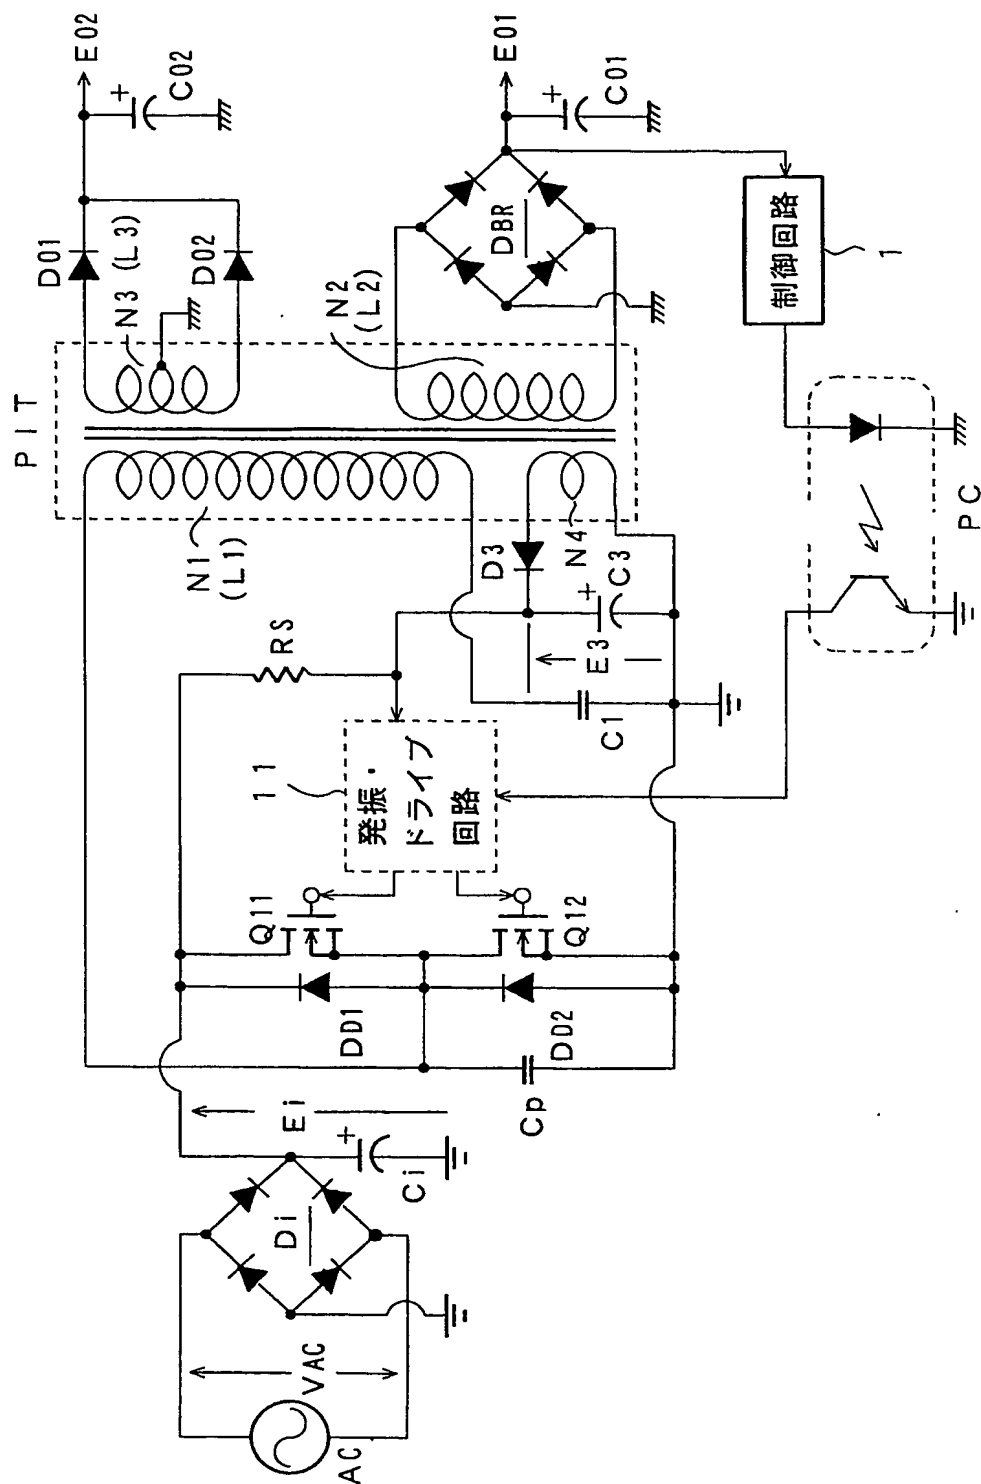 AC
VAC
Di
Ci
Ei
Cp
DD1
DD2
Q11
Q12
11
発振・
ドライブ
回路
RS
C1
E3
C3
D3
N4
N1
(L1)
PIT
N3 (L3)
N2
(L2)
D01
D02
C02
E02
DBR
C01
E01
制御回路
1
PC